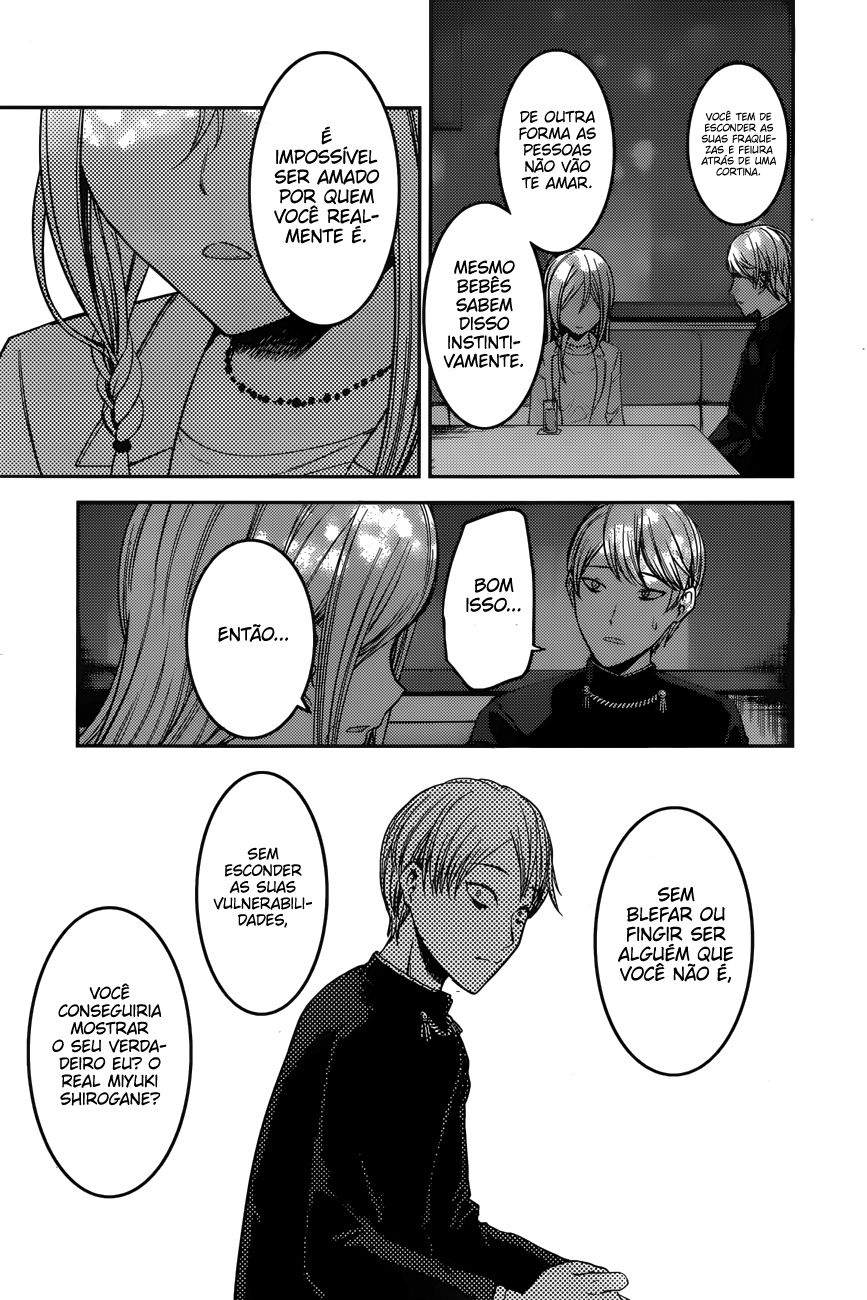 VOCÊ TEM DE
ESCONDER AS
SUAS FRAQUE-
ZAS E FEIURA
ATRÁS DE UMA
CORTINA.
DE OUTRA
FORMA AS
PESSOAS
NÃO VÃO
TE AMAR.
MESMO
BEBÊS
SABEM
DISSO
INSTINTI-
VAMENTE.
É
IMPOSSÍVEL
SER AMADO
POR QUEM
VOCÊ REAL-
MENTE É.
BOM
ISSO...
ENTÃO...
SEM
BLEFAR OU
FINGIR SER
ALGUÉM QUE
VOCÊ NÃO É,
SEM
ESCONDER
AS SUAS
VULNERABILI-
DADES,
VOCÊ
CONSEGUIRIA
MOSTRAR
O SEU VERDA-
DEIRO EU? O
REAL MIYUKI
SHIROGANE?